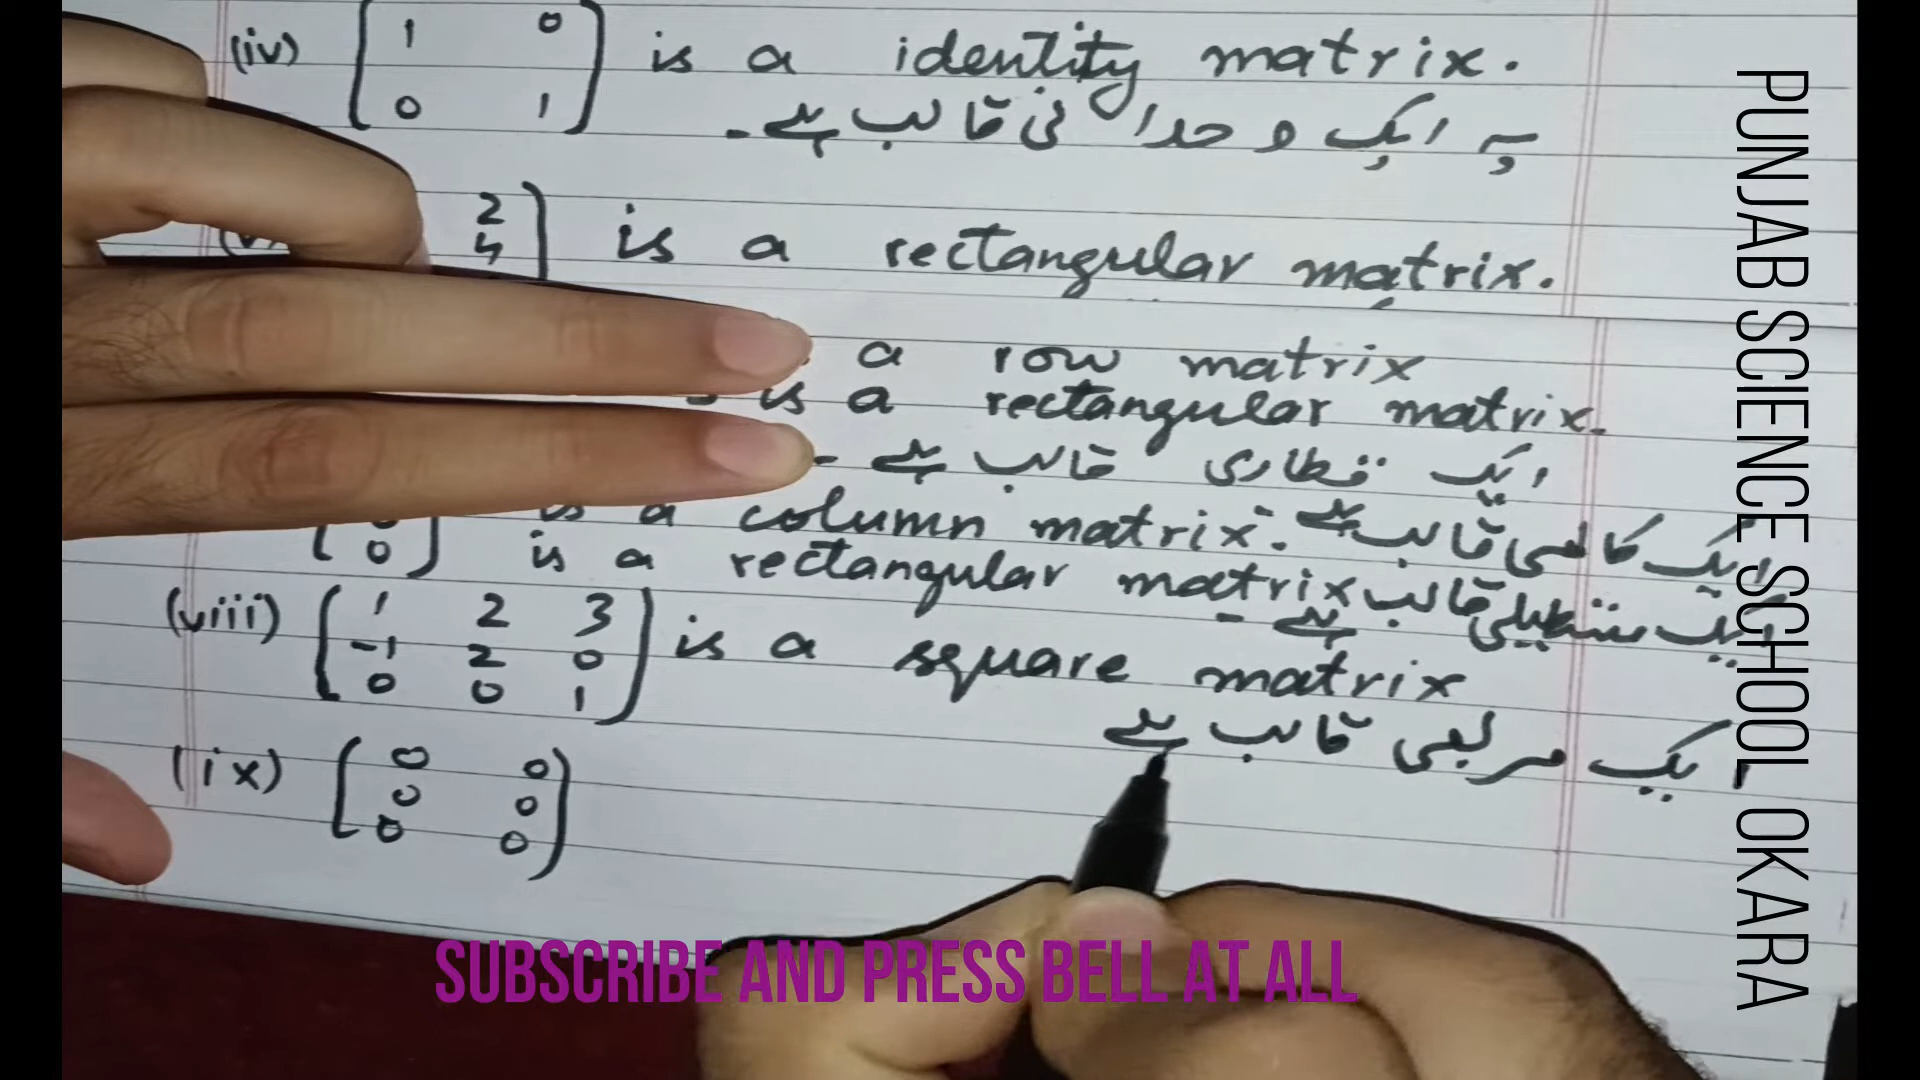 (iv) [1 0
0 1] is a identity matrix.
یہ ایک وحدانی قالب ہے۔
2
4 ] is a rectangular matrix.
a row matrix
is a rectangular matrix.
ایک قطاری قالب ہے۔
is a column matrix. ایک کالمی قالب ہے
[ 0 ] is a rectangular matrix ایک مستطیلی قالب ہے۔
(viii) [1 2 3
-1 2 0
0 0 1] is a square matrix
ایک مربعی قالب ہے
(ix) [0 0
0 0
0 0]
SUBSCRIBE AND PRESS BELL AT ALL
PUNJAB SCIENCE SCHOOL OKARA